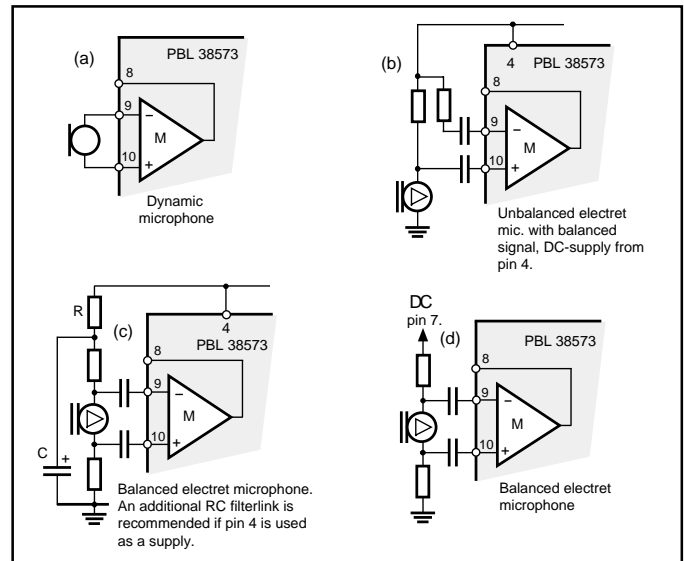 (a)
PBL 38573
8
9
−
M
10
+
Dynamic
microphone
(b)
4
PBL 38573
8
9
−
M
10
+
Unbalanced electret
mic. with balanced
signal, DC-supply from
pin 4.
R
(c)
4
PBL 38573
8
9
−
M
10
+
C
+
Balanced electret microphone.
An additional RC filterlink is
recommended if pin 4 is used
as a supply.
DC
pin 7.
(d)
PBL 38573
8
9
−
M
10
+
Balanced electret
microphone